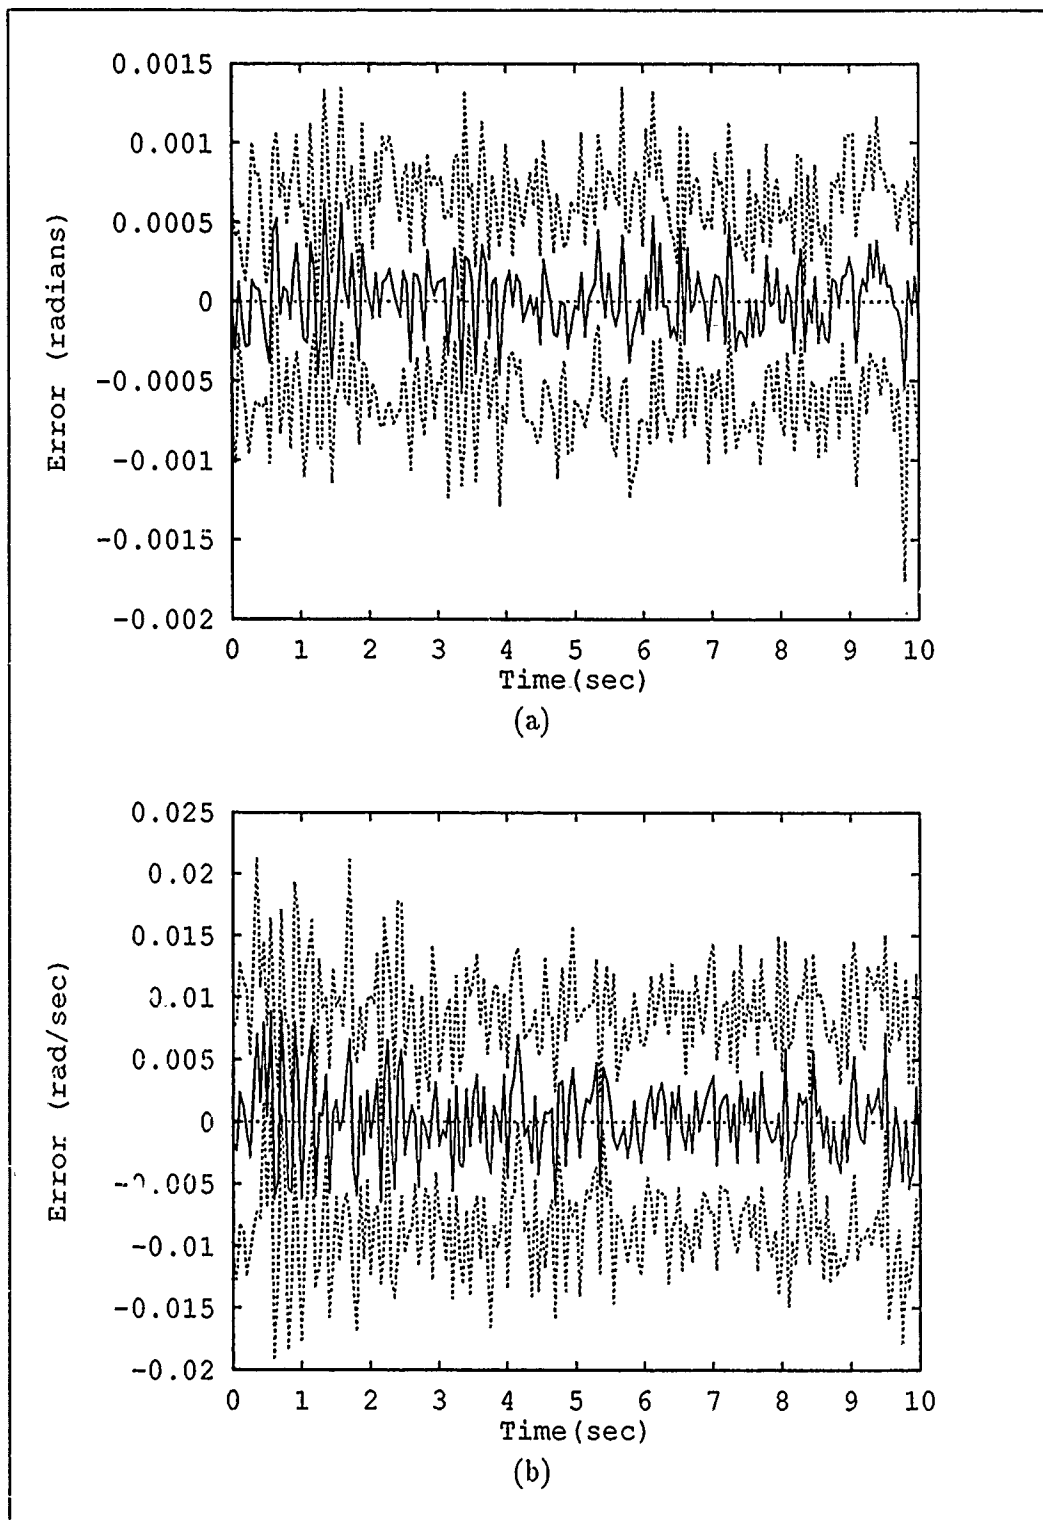 0.0015
0.001
0.0005
0
-0.0005
-0.001
-0.0015
-0.002
Error (radians)
0 1 2 3 4 5 6 7 8 9 10
Time(sec)
(a)
0.025
0.02
0.015
0.01
0.005
0
-0.005
-0.01
-0.015
-0.02
Error (rad/sec)
0 1 2 3 4 5 6 7 8 9 10
Time(sec)
(b)